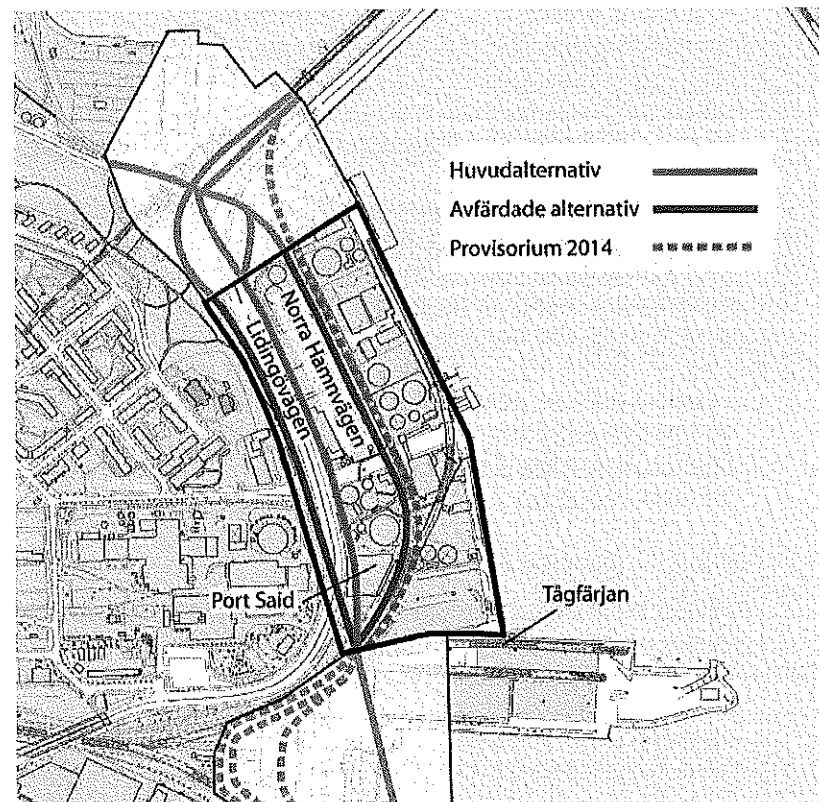 Huvudalternativ
Avfärdade alternativ
Provisorium 2014
Norra Hamnvägen
Lidingövägen
Port Said
Tågfärjan